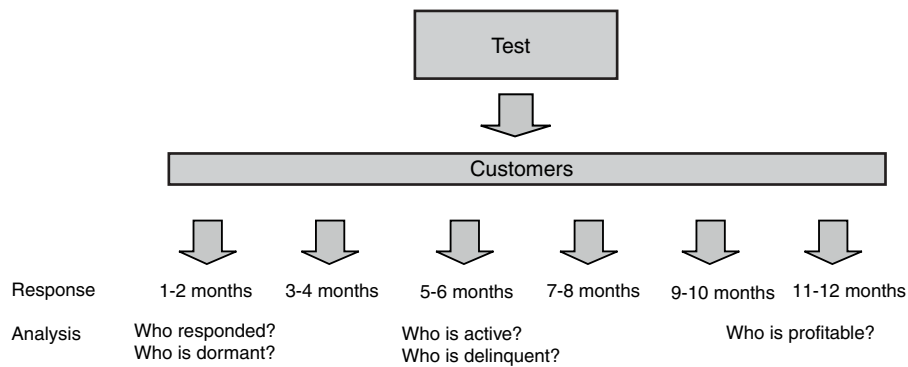 Test
Customers
Response 1-2 months 3-4 months 5-6 months 7-8 months 9-10 months 11-12 months
Analysis Who responded? Who is active? Who is profitable?
Who is dormant? Who is delinquent?